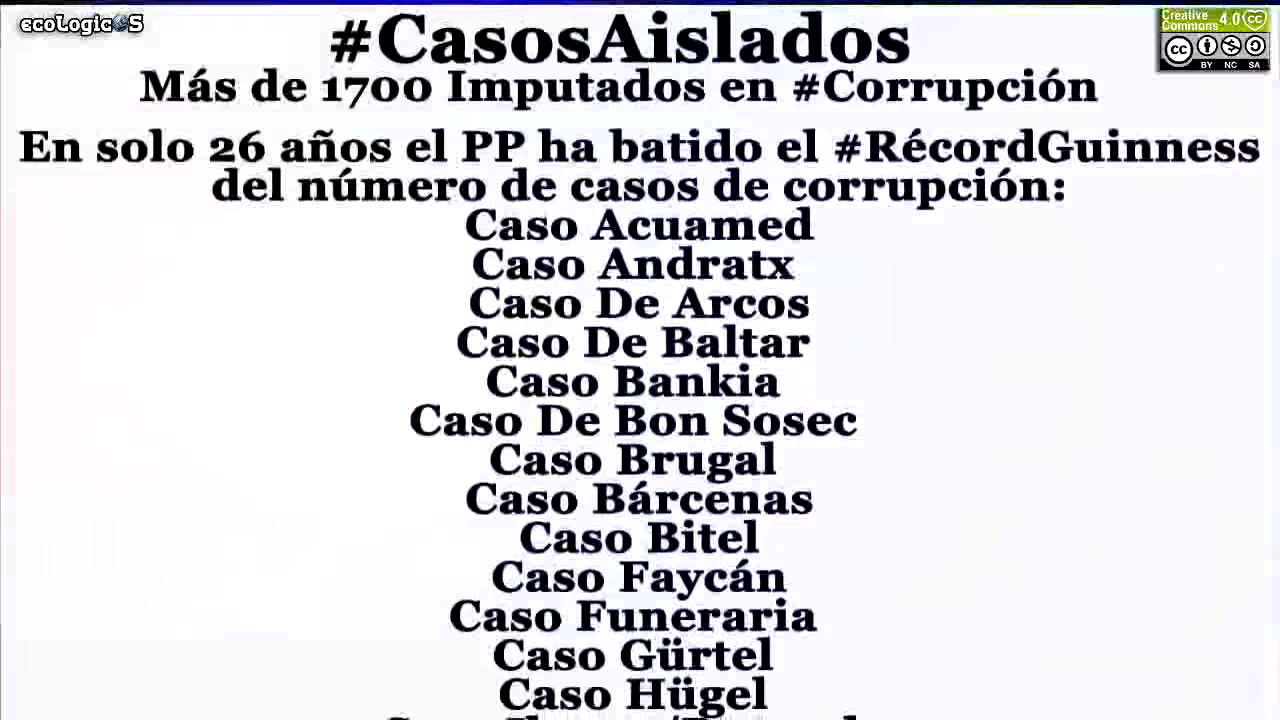 ecoLogicoS
Creative Commons 4.0
cc
BY NC SA
#CasosAislados
Más de 1700 Imputados en #Corrupción
En solo 26 años el PP ha batido el #RécordGuinness
del número de casos de corrupción:
Caso Acuamed
Caso Andratx
Caso De Arcos
Caso De Baltar
Caso Bankia
Caso De Bon Sosec
Caso Brugal
Caso Bárcenas
Caso Bitel
Caso Faycán
Caso Funeraria
Caso Gürtel
Caso Hügel